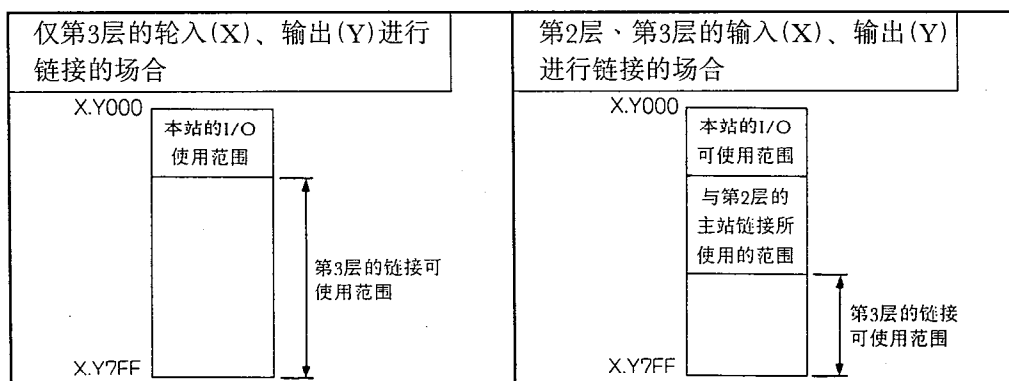 仅第3层的轮入(X)、输出(Y)进行
链接的场合
X.Y000
本站的I/O
使用范围
第3层的链接可
使用范围
X.Y7FF
第2层、第3层的输入(X)、输出(Y)
进行链接的场合
X.Y000
本站的I/O
可使用范围
与第2层的
主站链接所
使用的范围
第3层的链接
可使用范围
X.Y7FF